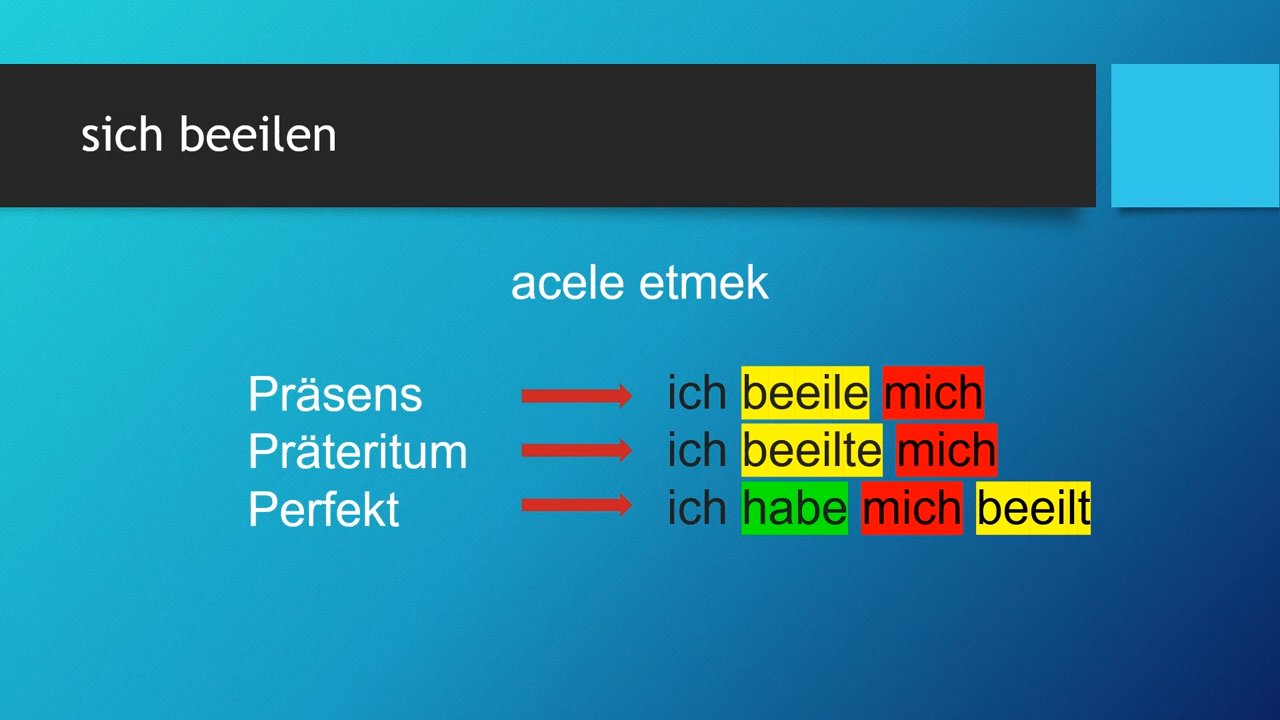 sich beeilen
acele etmek
Präsens ich beeile mich
Präteritum ich beeilte mich
Perfekt ich habe mich beeilt